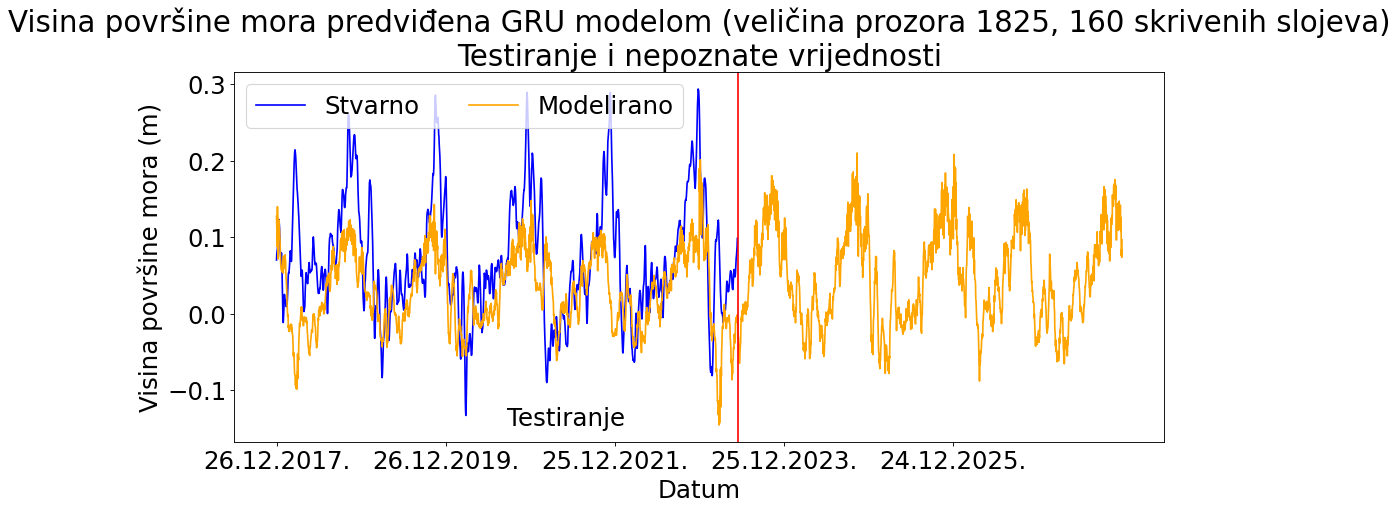 Visina površine mora predviđena GRU modelom (veličina prozora 1825, 160 skrivenih slojeva)
Testiranje i nepoznate vrijednosti
Stvarno Modelirano
Visina površine mora (m)
0.3
0.2
0.1
0.0
−0.1
Testiranje
26.12.2017. 26.12.2019. 25.12.2021. 25.12.2023. 24.12.2025.
Datum